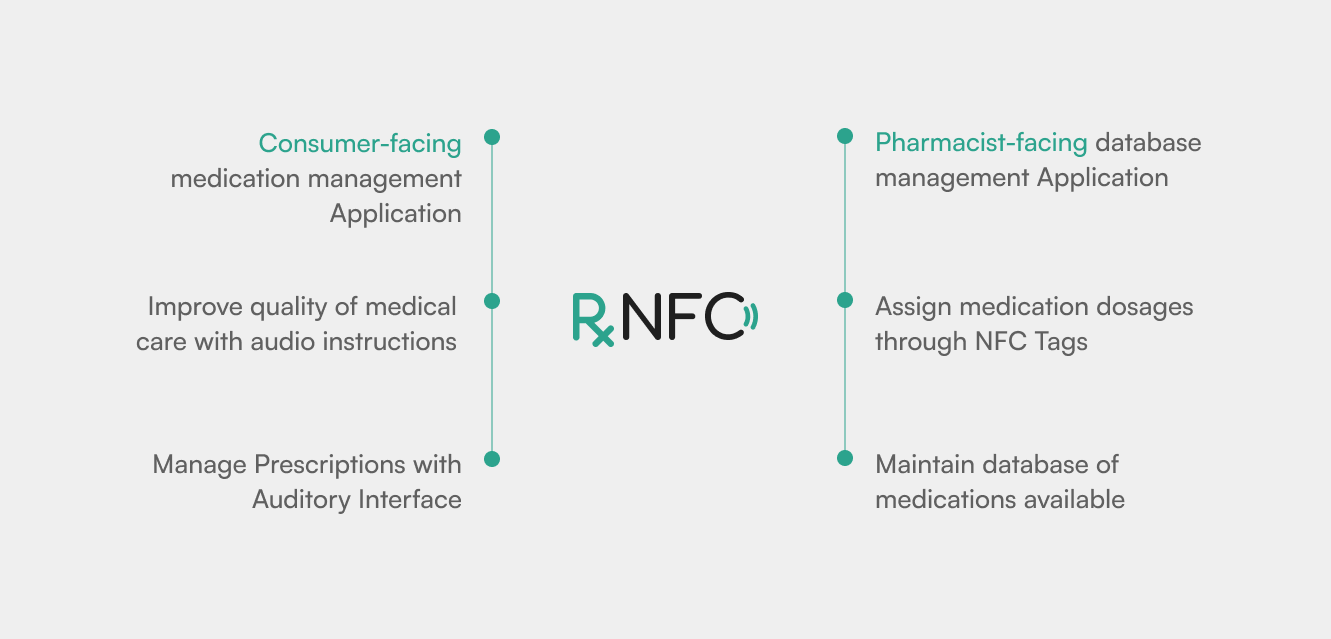 Consumer-facing
medication management
Application
Improve quality of medical
care with audio instructions
Manage Prescriptions with
Auditory Interface
RxNFC
Pharmacist-facing database
management Application
Assign medication dosages
through NFC Tags
Maintain database of
medications available